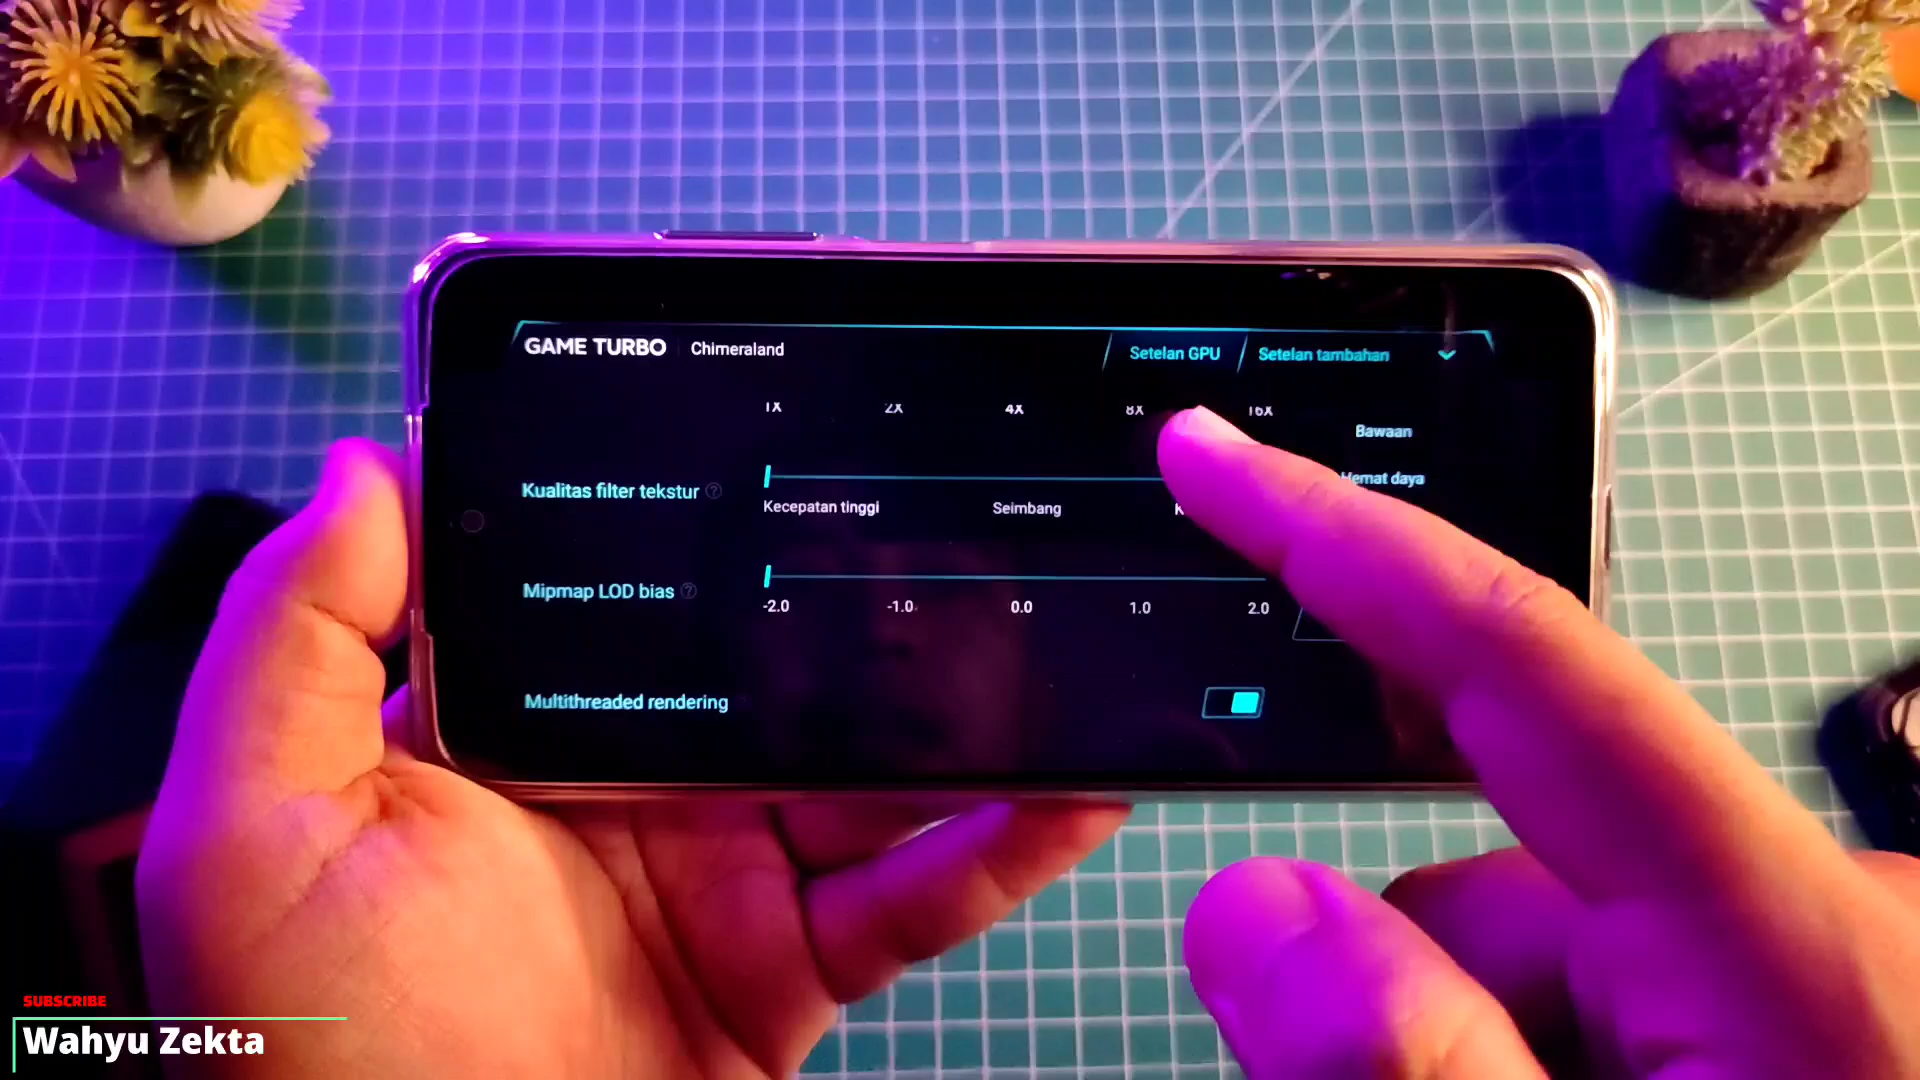 GAME TURBO Chimeraland Setelan GPU Setelan tambahan
1X 2X 4X 8X 16X
Bawaan
Kualitas filter tekstur
Kecepatan tinggi Seimbang
Hemat daya
Mipmap LOD bias
-2.0 -1.0 0.0 1.0 2.0
Multithreaded rendering
SUBSCRIBE
Wahyu Zekta